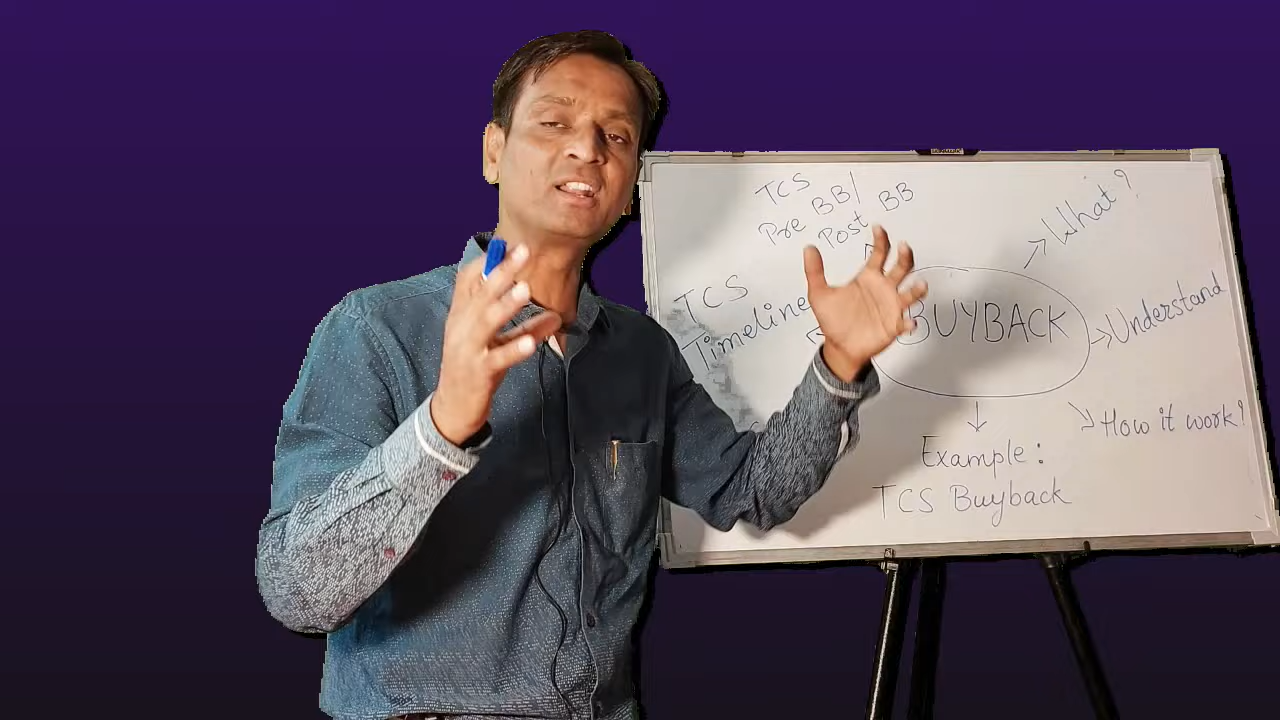 TCS
Pre BB/
Post BB
What?
TCS
Timeline
BUYBACK
Understand
How it work?
Example:
TCS Buyback